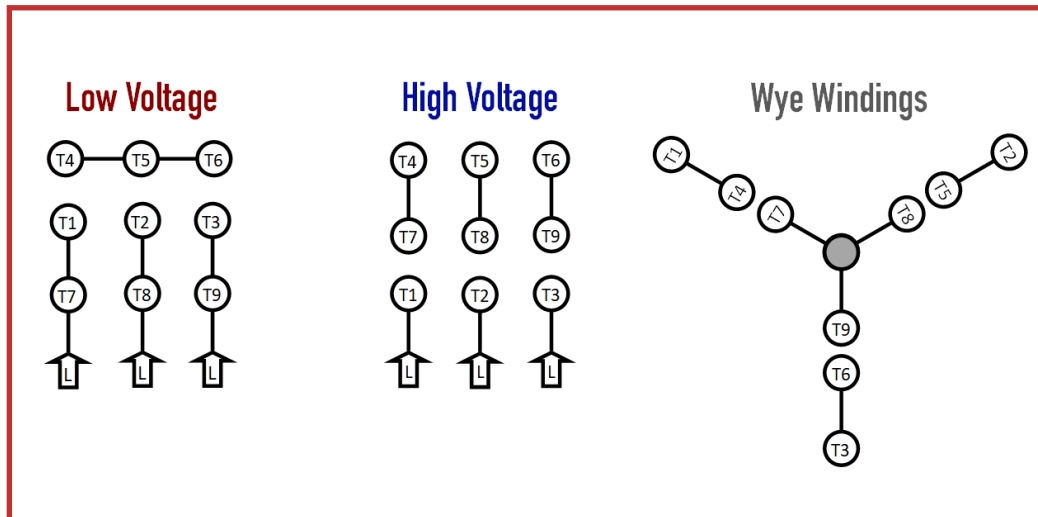 Low Voltage
T4 T5 T6
T1 T2 T3
T7 T8 T9
L L L
High Voltage
T4 T5 T6
T7 T8 T9
T1 T2 T3
L L L
Wye Windings
T1 T2
T4 T5
T7 T8
T9
T6
T3